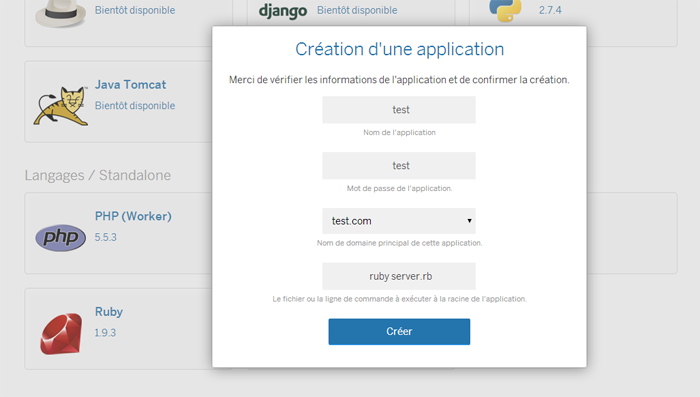 Bientôt disponible
django
Bientôt disponible
2.7.4
Java Tomcat
Bientôt disponible
Langages / Standalone
php
PHP (Worker)
5.5.3
Ruby
1.9.3
Création d'une application
Merci de vérifier les informations de l'application et de confirmer la création.
test
Nom de l'application
test
Mot de passe de l'application.
test.com
Nom de domaine principal de cette application.
ruby server.rb
Le fichier ou la ligne de commande à exécuter à la racine de l'application.
Créer